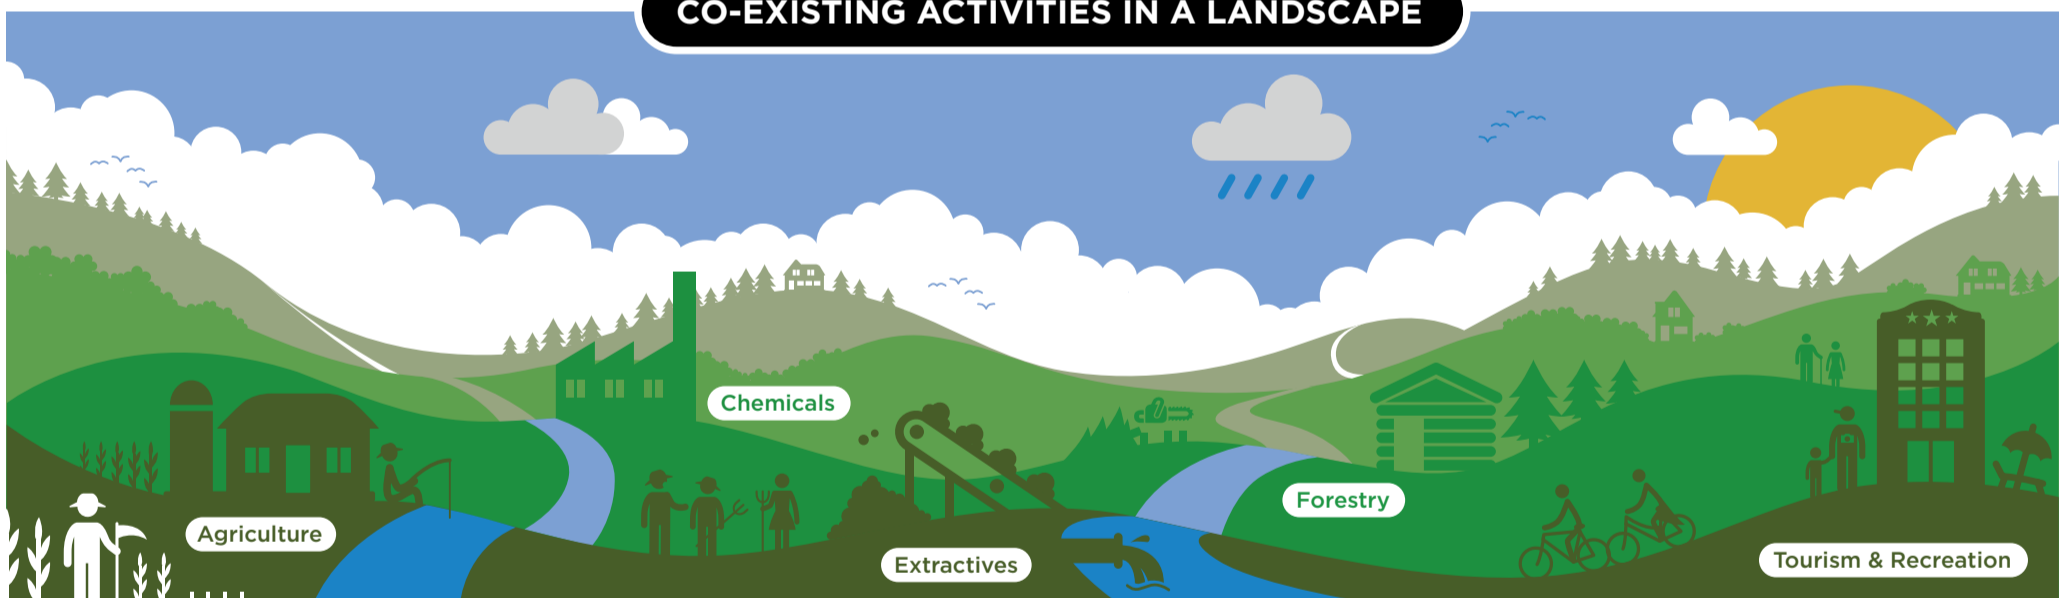 CO-EXISTING ACTIVITIES IN A LANDSCAPE
Chemicals
Forestry
Agriculture
Extractives
Tourism & Recreation